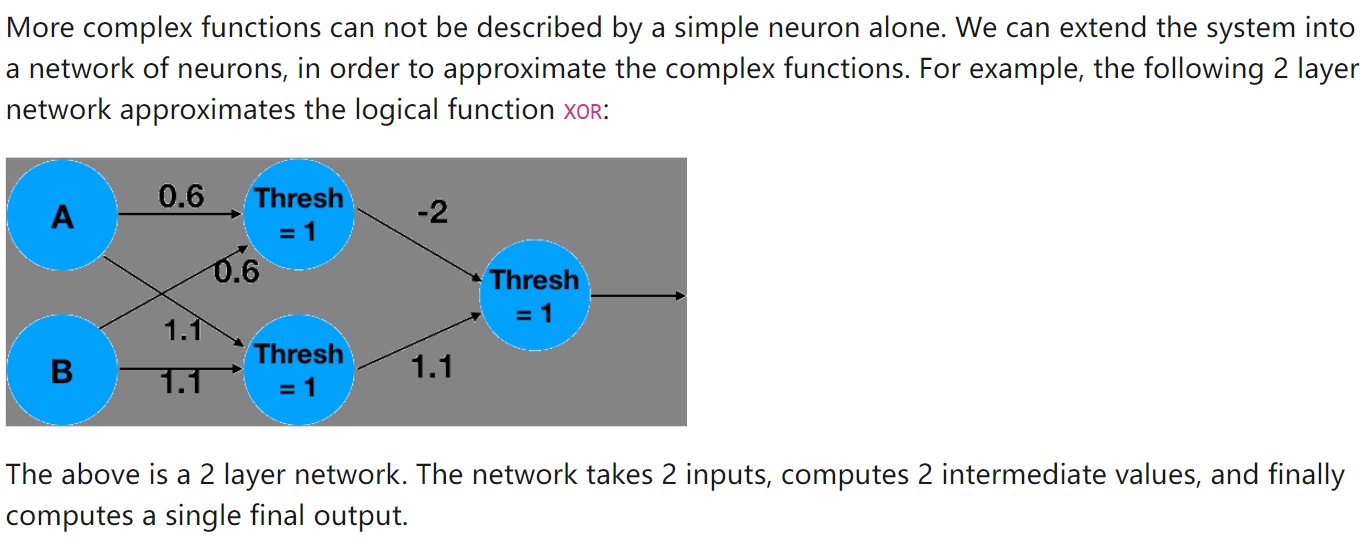 More complex functions can not be described by a simple neuron alone. We can extend the system into
a network of neurons, in order to approximate the complex functions. For example, the following 2 layer
network approximates the logical function XOR:
A
0.6
Thresh
= 1
-2
0.6
Thresh
= 1
1.1
B
1.1
Thresh
= 1
1.1
The above is a 2 layer network. The network takes 2 inputs, computes 2 intermediate values, and finally
computes a single final output.